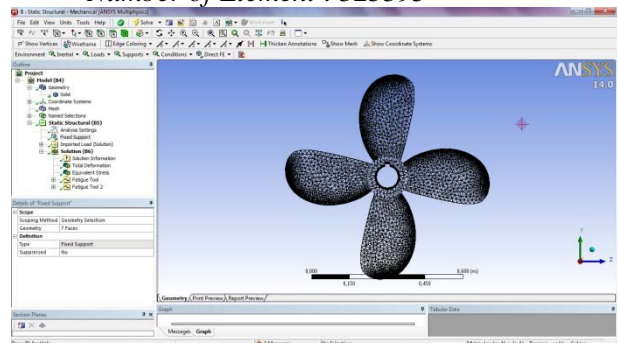 B : Static Structural - Mechanical [ANSYS Multiphysics]
File Edit View Units Tools Help Solve Worksheet
Show Vertices Wireframe Edge Coloring Thicken Annotations Show Mesh Show Coordinate Systems
Environment Inertial Loads Supports Conditions Direct FE
Outline
Project
Model (B4)
Geometry
Solid
Coordinate Systems
Mesh
Named Selections
Static Structural (B5)
Analysis Settings
Fixed Support
Imported Load (Solution)
Solution (B6)
Solution Information
Total Deformation
Equivalent Stress
Fatigue Tool
Fatigue Tool 2
ANSYS
14.0
Details of "Fixed Support"
Scope
Scoping Method Geometry Selection
Geometry 7 Faces
Definition
Type Fixed Support
Suppressed No
Y
Z
0,000 0,600 (m)
0,150 0,450
Geometry Print Preview Report Preview
Section Planes
Graph
Tabular Data
Messages Graph